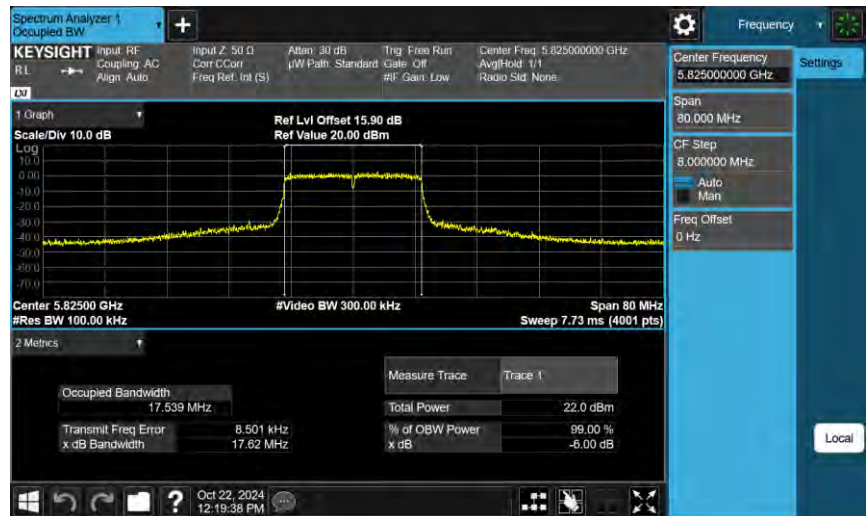 Spectrum Analyzer 1
Occupied BW
Frequency
KEYSIGHT
RL
LXI
Input: RF
Coupling: AC
Align: Auto
Input Z: 50 Ω
Corr CCorr
Freq Ref: Int (S)
Atten: 30 dB
µW Path: Standard
Trig: Free Run
Gate: Off
#IF Gain: Low
Center Freq: 5.825000000 GHz
Avg|Hold: 1/1
Radio Std: None
Center Frequency
5.825000000 GHz
Settings
Span
80.000 MHz
CF Step
8.000000 MHz
Auto
Man
Freq Offset
0 Hz
Local
1 Graph
Scale/Div 10.0 dB
Ref Lvl Offset 15.90 dB
Ref Value 20.00 dBm
Log
10.0
0.00
-10.0
-20.0
-30.0
-40.0
-50.0
-60.0
-70.0
Center 5.82500 GHz
#Res BW 100.00 kHz
#Video BW 300.00 kHz
Span 80 MHz
Sweep 7.73 ms (4001 pts)
2 Metrics
Occupied Bandwidth
17.539 MHz
Transmit Freq Error 8.501 kHz
x dB Bandwidth 17.62 MHz
Measure Trace Trace 1
Total Power 22.0 dBm
% of OBW Power 99.00 %
x dB -6.00 dB
?
Oct 22, 2024
12:19:38 PM